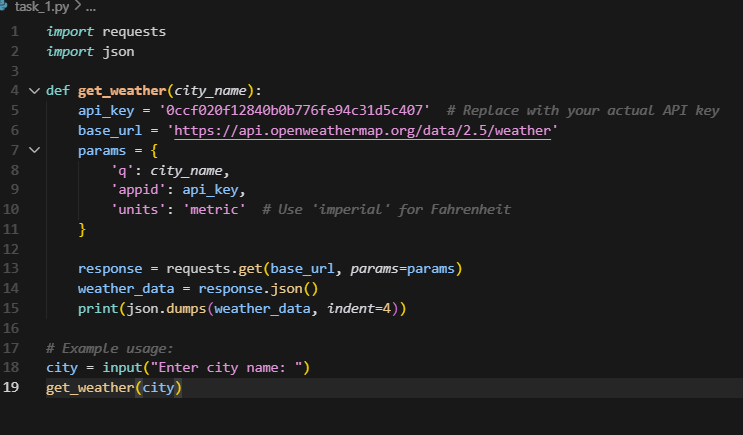 task_1.py > ...
1 import requests
2 import json
3
4 def get_weather(city_name):
5     api_key = '0ccf020f12840b0b776fe94c31d5c407'  # Replace with your actual API key
6     base_url = 'https://api.openweathermap.org/data/2.5/weather'
7     params = {
8         'q': city_name,
9         'appid': api_key,
10         'units': 'metric'  # Use 'imperial' for Fahrenheit
11     }
12
13     response = requests.get(base_url, params=params)
14     weather_data = response.json()
15     print(json.dumps(weather_data, indent=4))
16
17 # Example usage:
18 city = input("Enter city name: ")
19 get_weather(city)